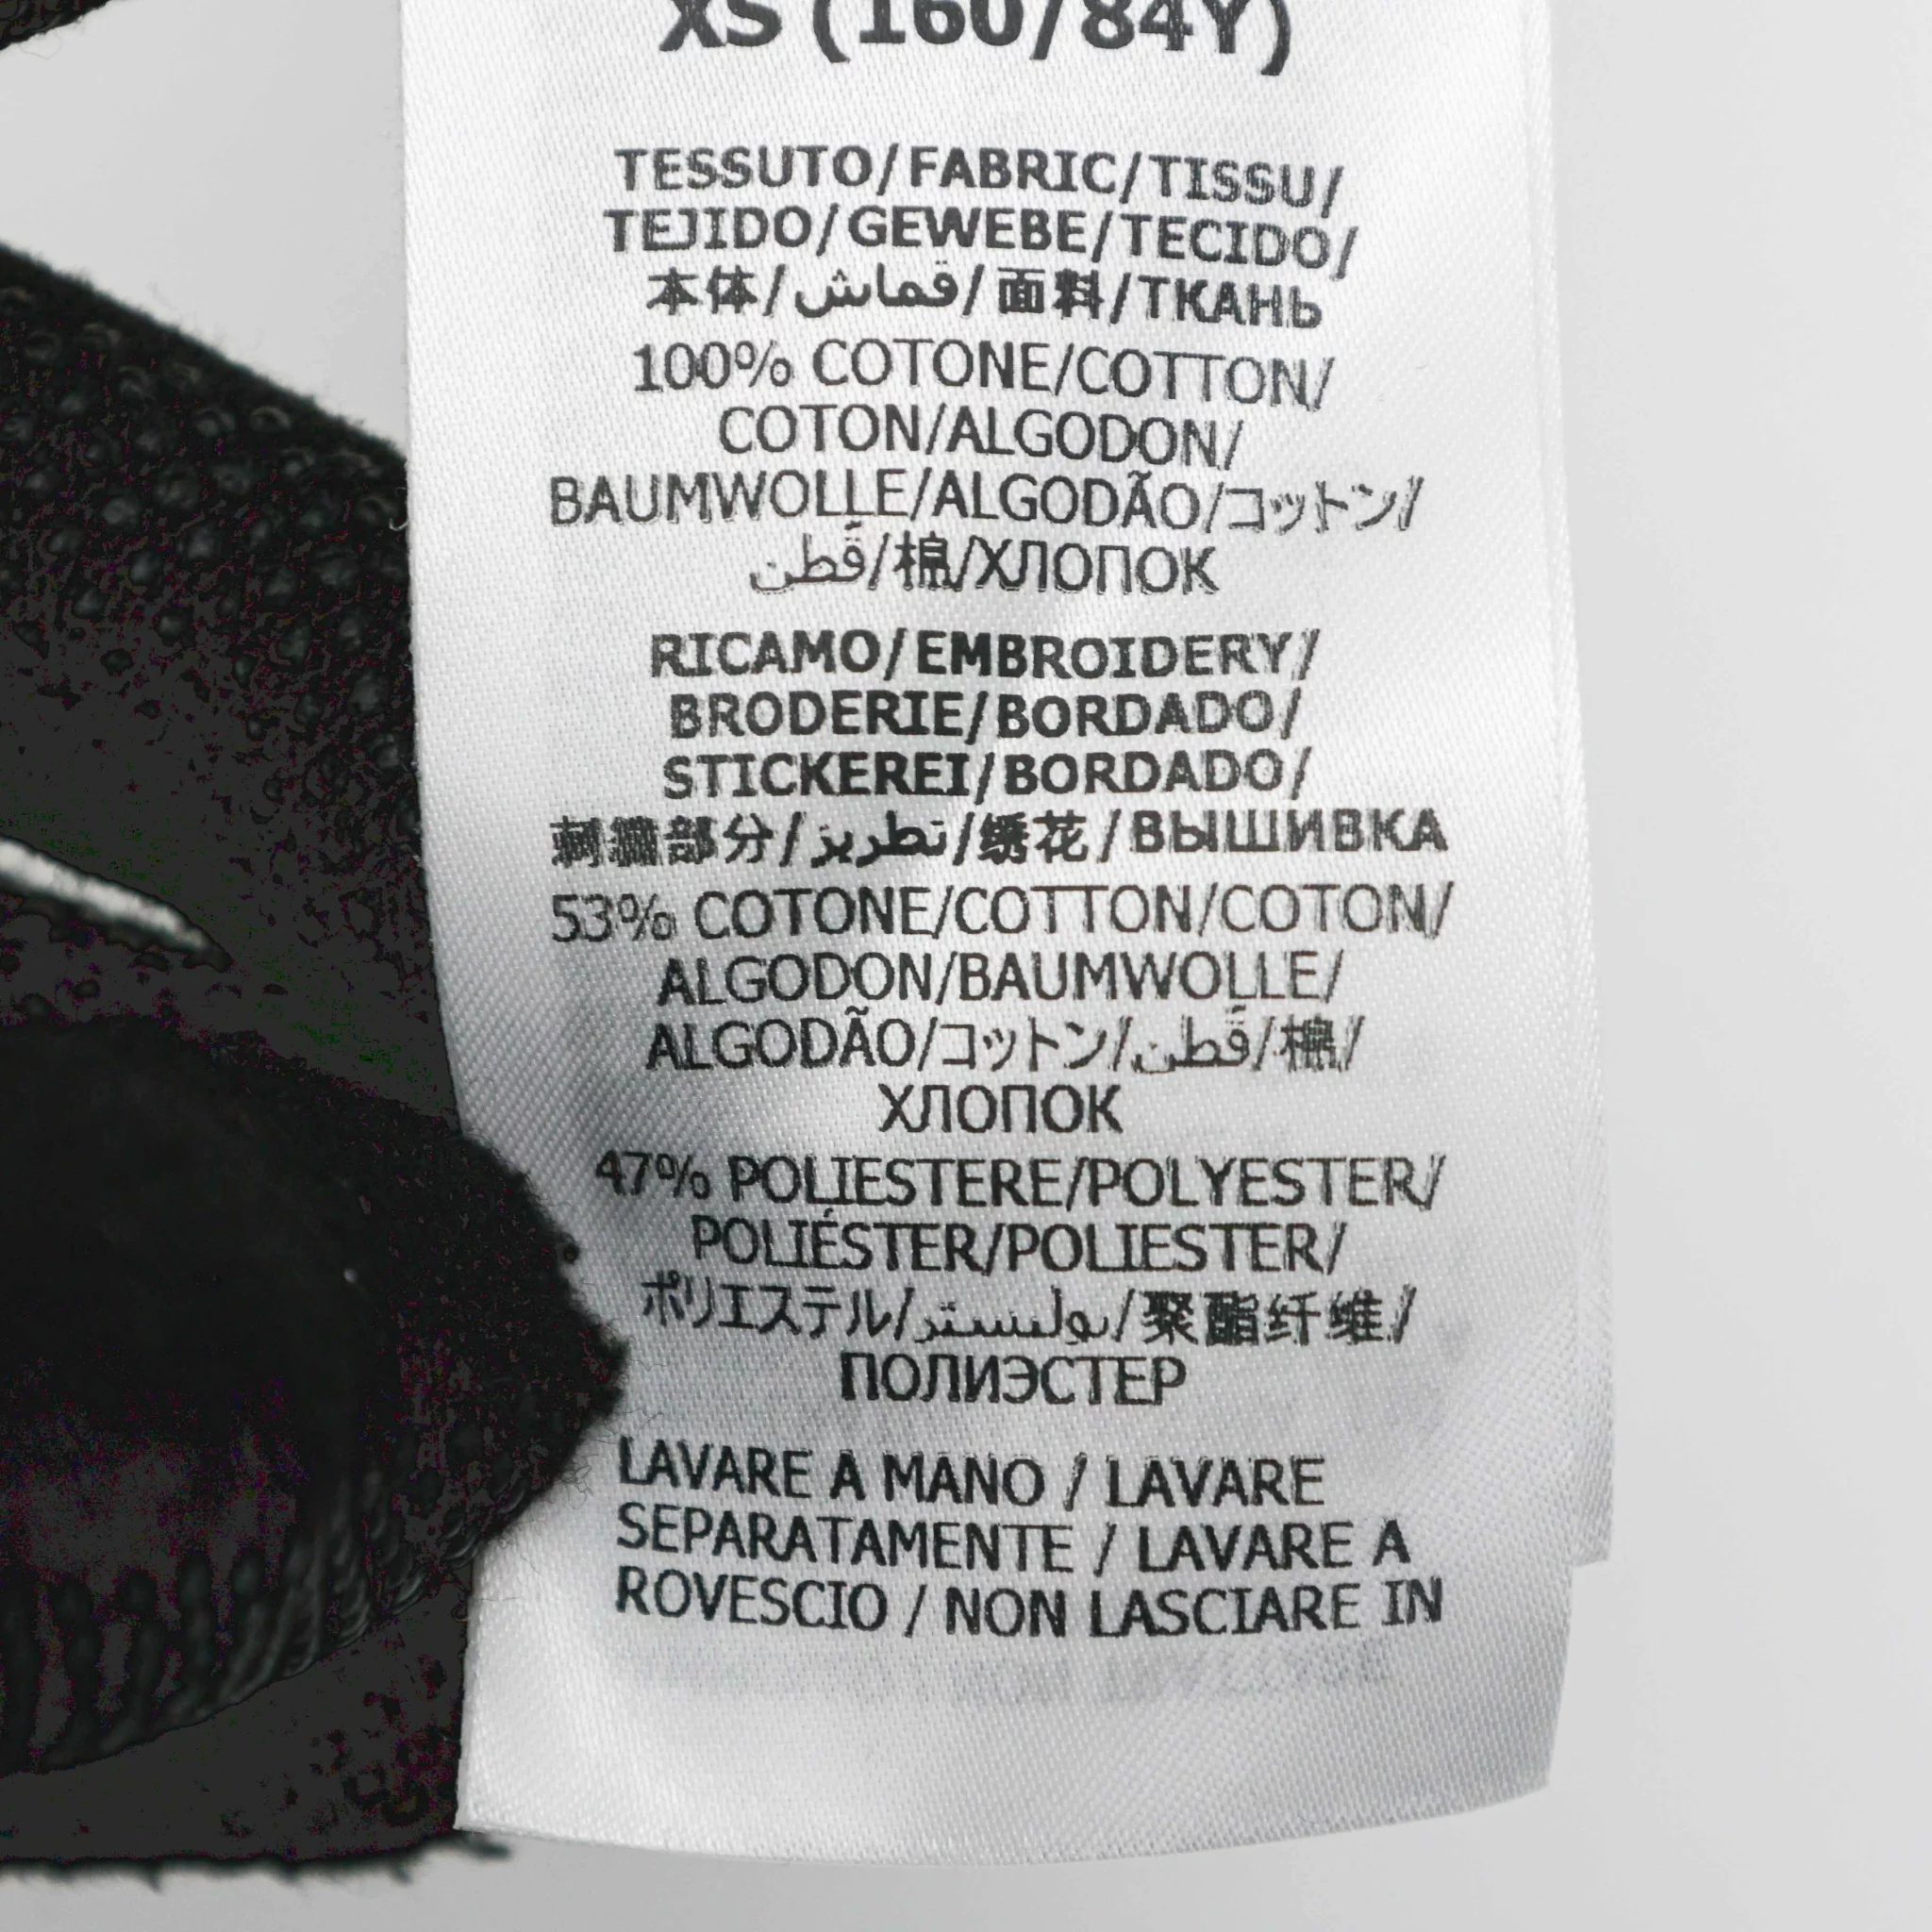 XS (160/84Y)
TESSUTO/FABRIC/TISSU/
TEJIDO/GEWEBE/TECIDO/
本体/قماش/面料/ТКАНЬ
100% COTONE/COTTON/
COTON/ALGODON/
BAUMWOLLE/ALGODÃO/コットン/
قُطن/棉/ХЛОПОК
RICAMO/EMBROIDERY/
BRODERIE/BORDADO/
STICKEREI/BORDADO/
刺繍部分/تطريز/绣花/ВЫШИВКА
53% COTONE/COTTON/COTON/
ALGODON/BAUMWOLLE/
ALGODÃO/コットン/قُطن/棉/
ХЛОПОК
47% POLIESTERE/POLYESTER/
POLIÉSTER/POLIESTER/
ポリエステル/بوليستر/聚酯纤维/
ПОЛИЭСТЕР
LAVARE A MANO / LAVARE
SEPARATAMENTE / LAVARE A
ROVESCIO / NON LASCIARE IN